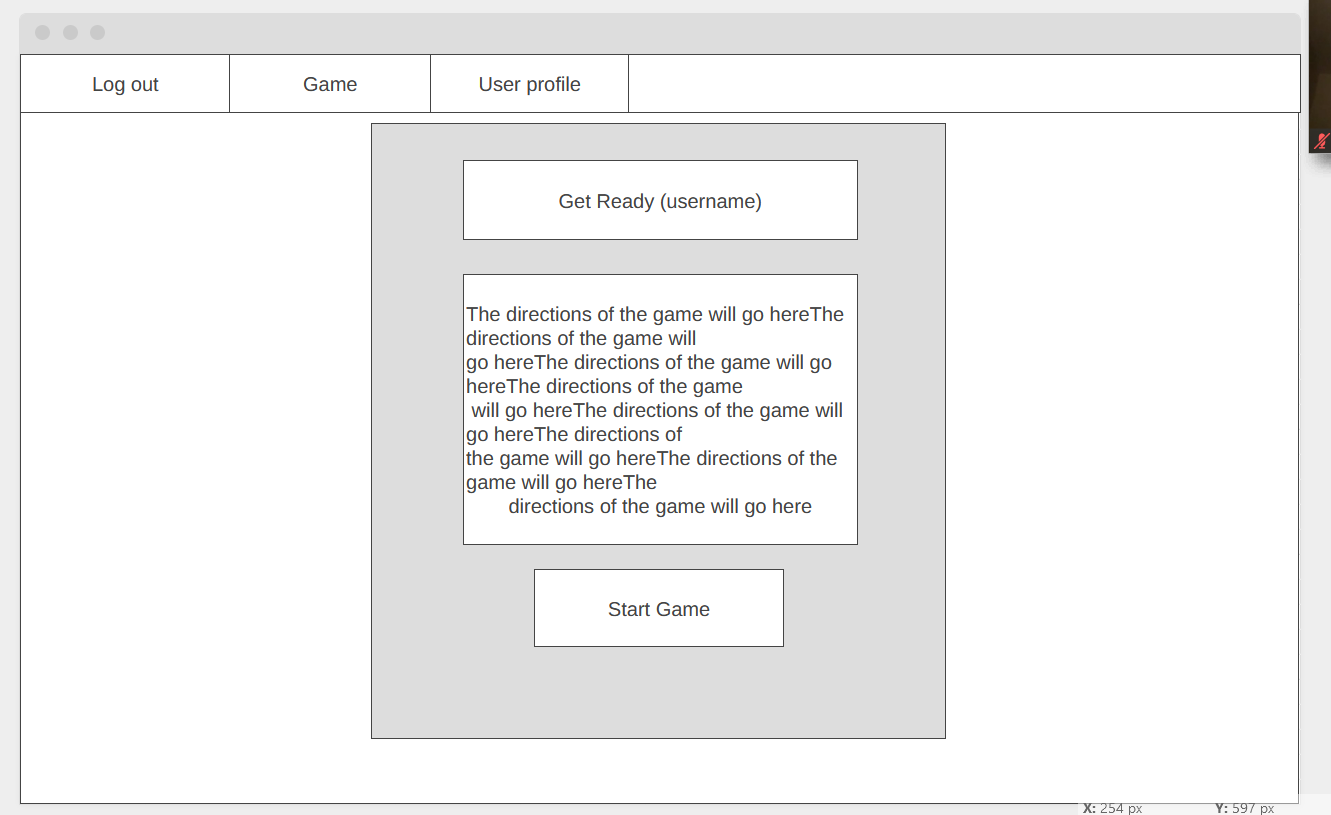 Log out Game User profile
Get Ready (username)
The directions of the game will go hereThe
directions of the game will
go hereThe directions of the game will go
hereThe directions of the game
will go hereThe directions of the game will
go hereThe directions of
the game will go hereThe directions of the
game will go hereThe
directions of the game will go here
Start Game
X: 254 px Y: 597 px